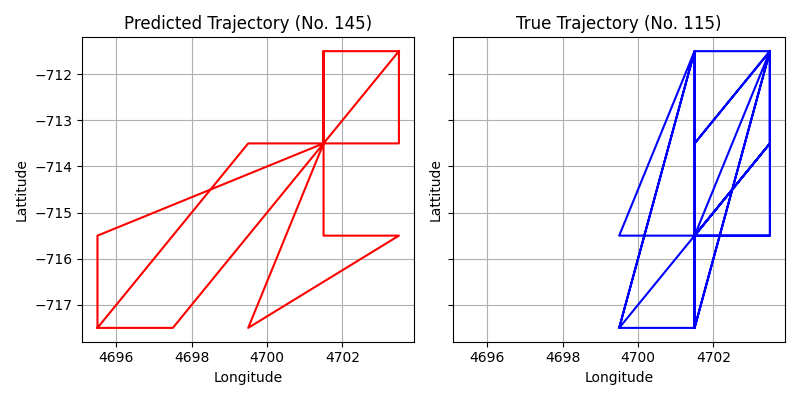 Predicted Trajectory (No. 145)
True Trajectory (No. 115)
−712
−713
−714
−715
−716
−717
Lattitude
Lattitude
4696
4698
4700
4702
4696
4698
4700
4702
Longitude
Longitude